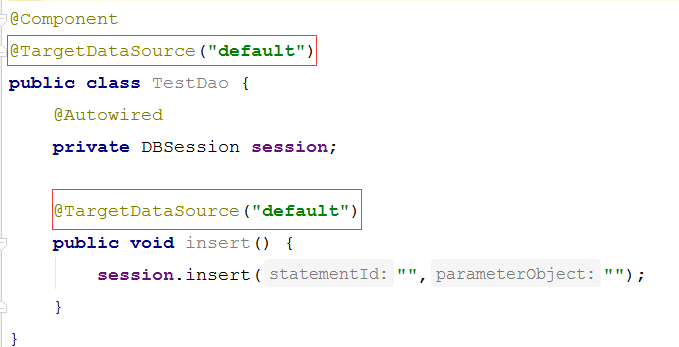 @Component
@TargetDataSource("default")
public class TestDao {
@Autowired
private DBSession session;
@TargetDataSource("default")
public void insert() {
session.insert( statementId: "", parameterObject: "");
}
}